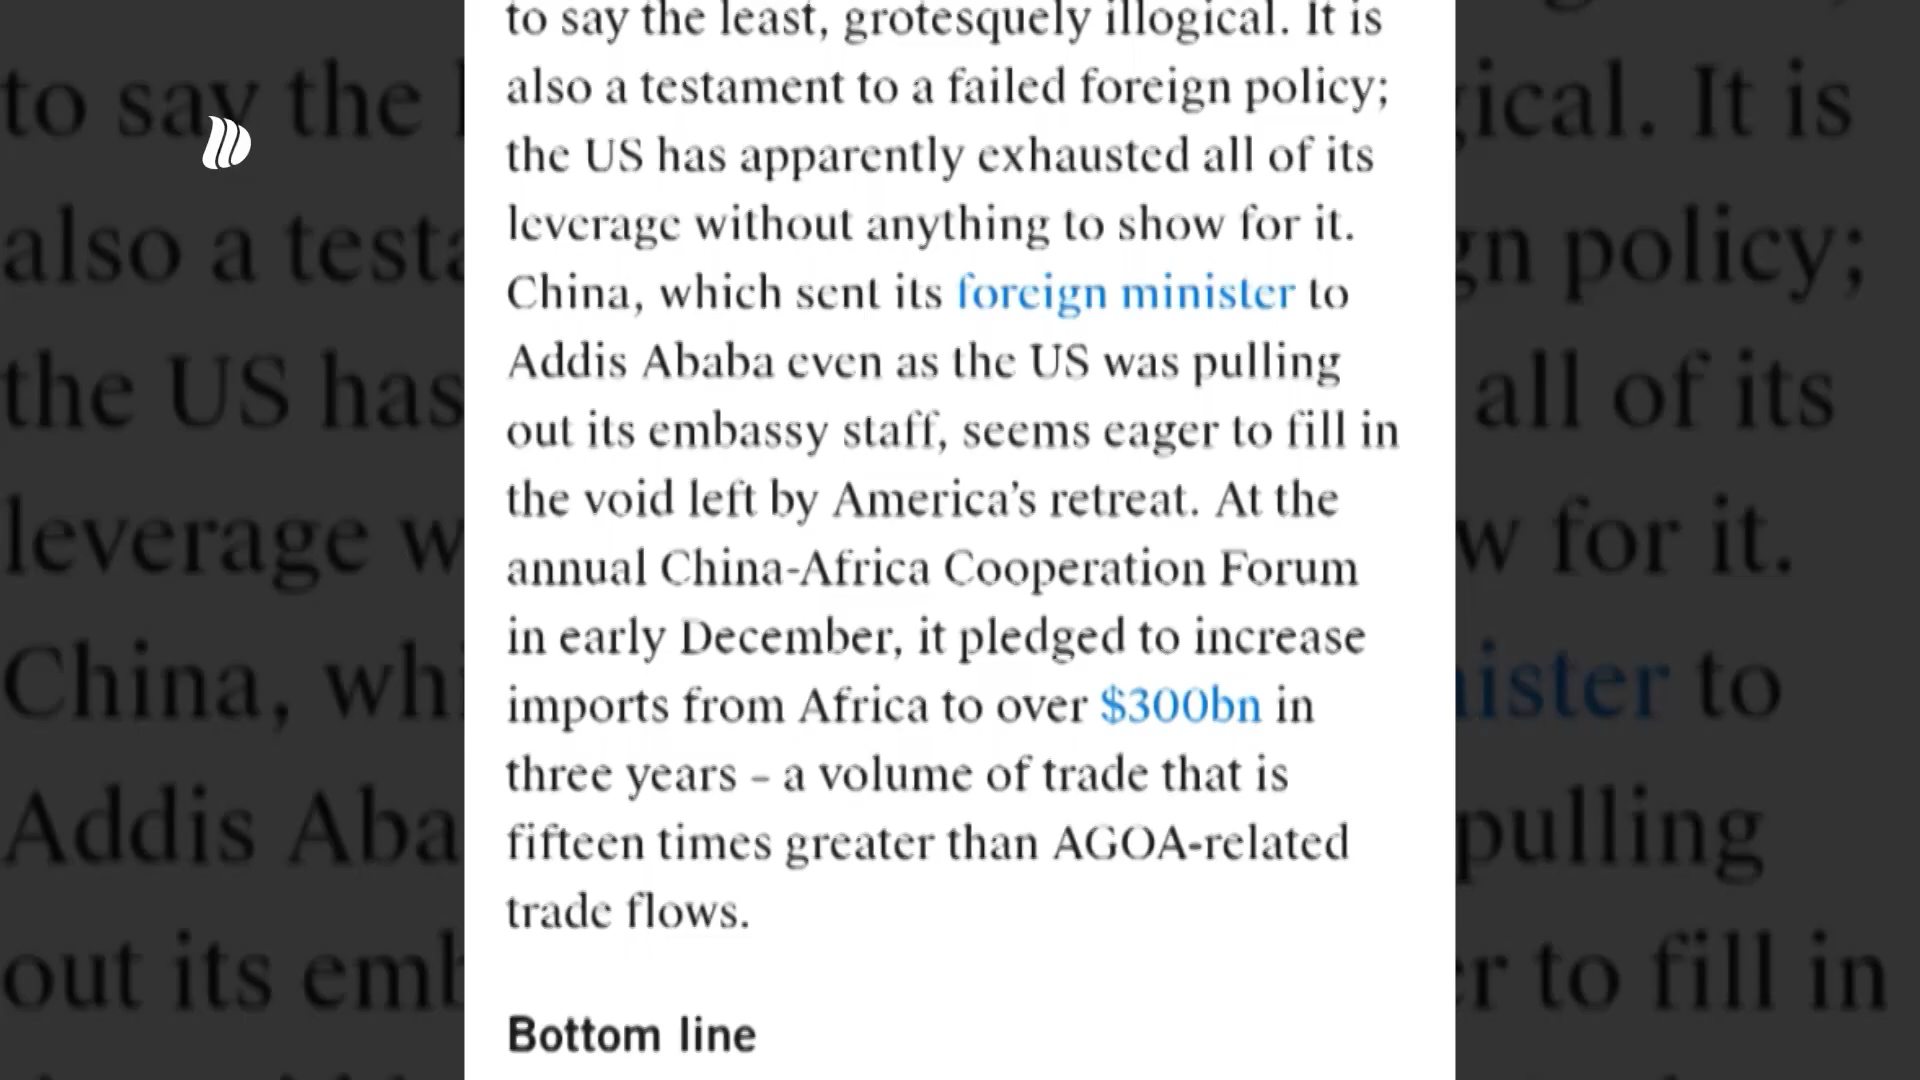 to say the least, grotesquely illogical. It is
also a testament to a failed foreign policy;
the US has apparently exhausted all of its
leverage without anything to show for it.
China, which sent its foreign minister to
Addis Ababa even as the US was pulling
out its embassy staff, seems eager to fill in
the void left by America’s retreat. At the
annual China-Africa Cooperation Forum
in early December, it pledged to increase
imports from Africa to over $300bn in
three years – a volume of trade that is
fifteen times greater than AGOA-related
trade flows.
Bottom line